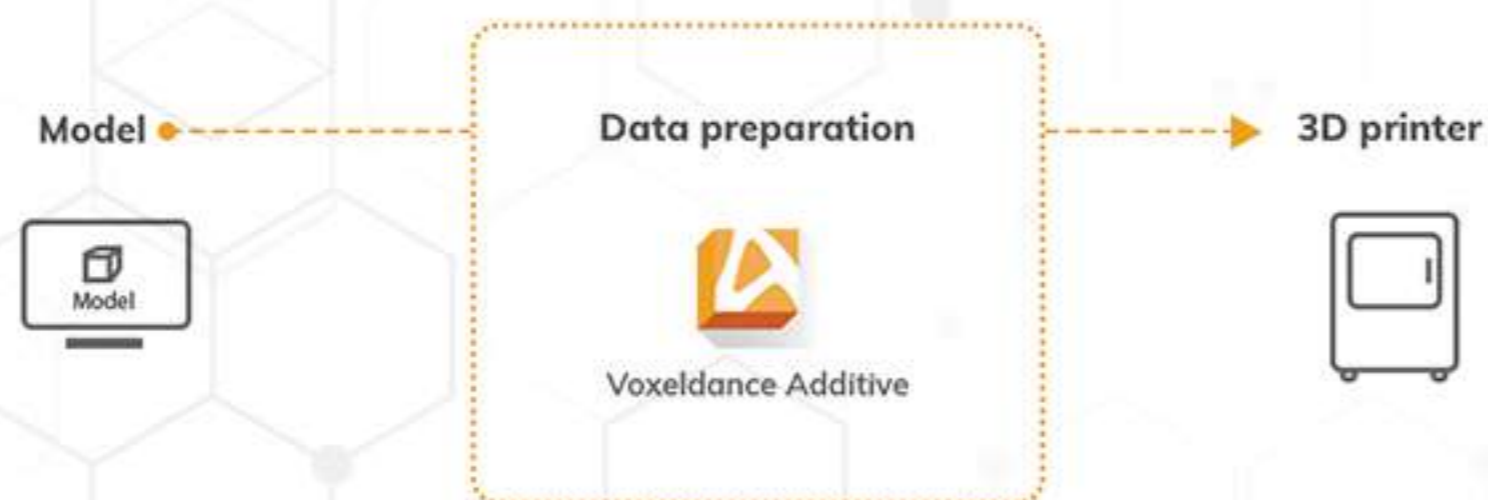 Model
Data preparation
3D printer
Model
Voxeldance Additive